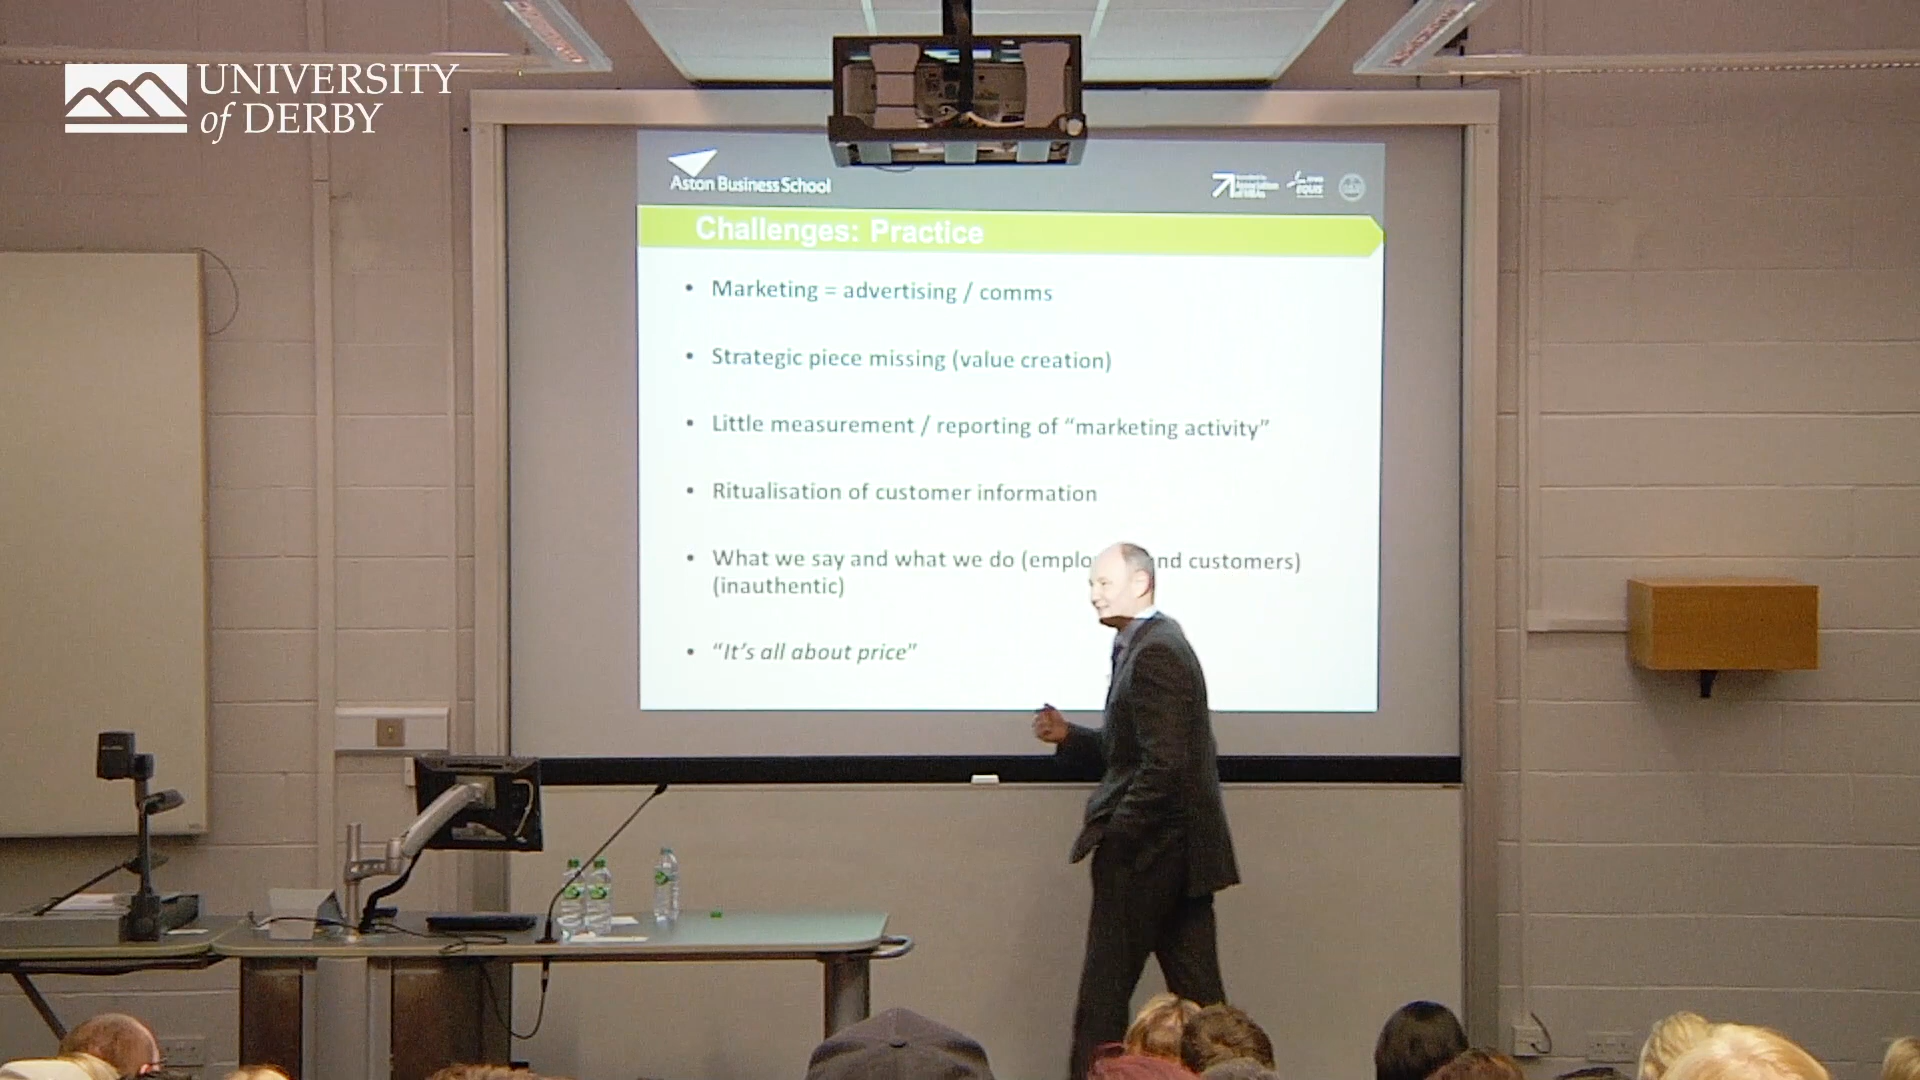 UNIVERSITY
of DERBY
Aston Business School
EQUIS
Challenges: Practice
• Marketing = advertising / comms
• Strategic piece missing (value creation)
• Little measurement / reporting of “marketing activity”
• Ritualisation of customer information
• What we say and what we do (emplo nd customers)
(inauthentic)
• “It’s all about price”